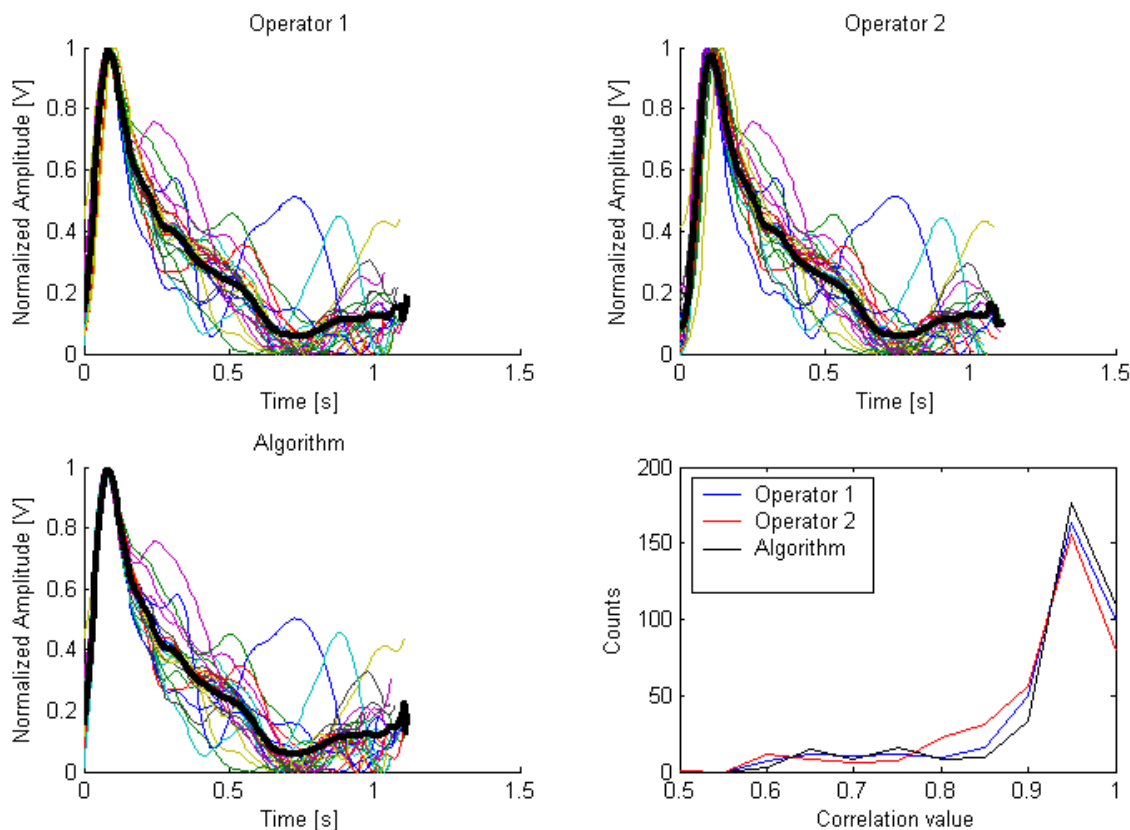 Operator 1
Normalized Amplitude [V]
1
0.8
0.6
0.4
0.2
0
0 0.5 1 1.5
Time [s]
Operator 2
Normalized Amplitude [V]
1
0.8
0.6
0.4
0.2
0
0 0.5 1 1.5
Time [s]
Algorithm
Normalized Amplitude [V]
1
0.8
0.6
0.4
0.2
0
0 0.5 1 1.5
Time [s]
Counts
200
150
100
50
0
Operator 1
Operator 2
Algorithm
0.5 0.6 0.7 0.8 0.9 1
Correlation value